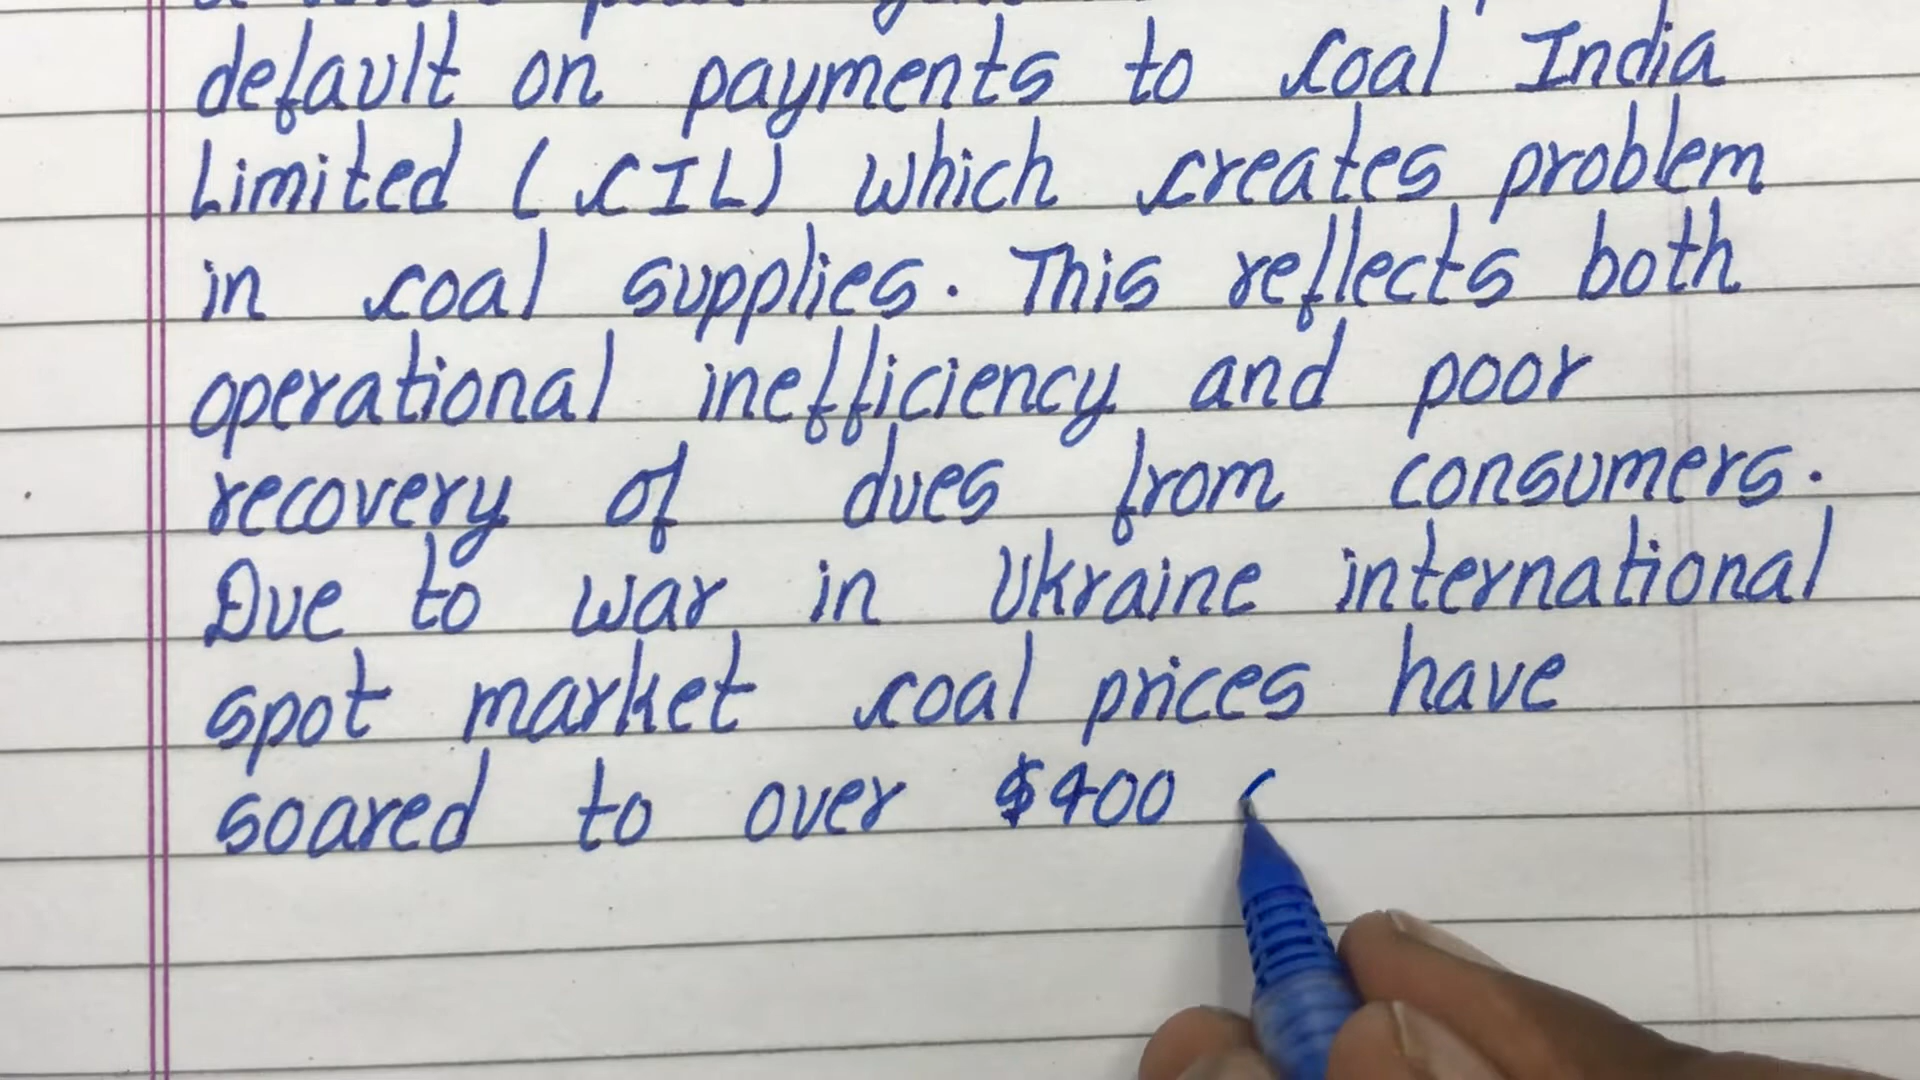 default on payments to coal India
Limited (CIL) which creates problem
in coal supplies. This reflects both
operational inefficiency and poor
recovery of dues from consumers.
Due to war in Ukraine international
spot market coal prices have
soared to over $400